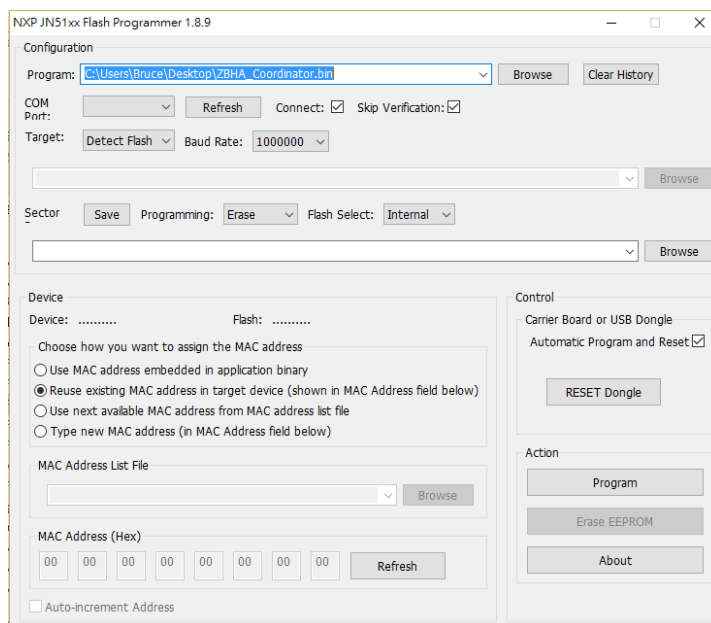 NXP JN51xx Flash Programmer 1.8.9
Configuration
Program: C:\Users\Bruce\Desktop\ZBHA_Coordinator.bin Browse Clear History
COM Port: Refresh Connect: Skip Verification:
Target: Detect Flash Baud Rate: 1000000
Browse
Sector Save Programming: Erase Flash Select: Internal
Browse
Device
Device: .......... Flash: ..........
Choose how you want to assign the MAC address
Use MAC address embedded in application binary
Reuse existing MAC address in target device (shown in MAC Address field below)
Use next available MAC address from MAC address list file
Type new MAC address (in MAC Address field below)
MAC Address List File
Browse
MAC Address (Hex)
00 00 00 00 00 00 00 00 Refresh
Auto-increment Address
Control
Carrier Board or USB Dongle
Automatic Program and Reset
RESET Dongle
Action
Program
Erase EEPROM
About